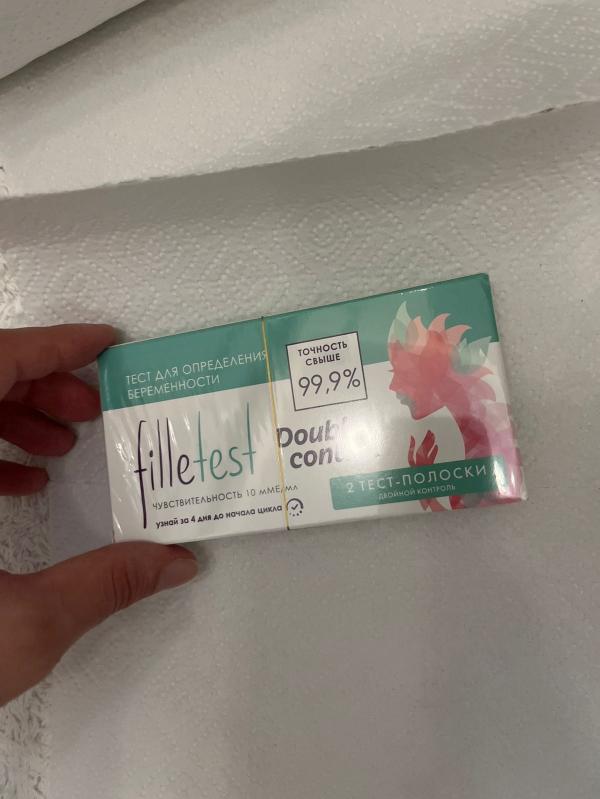 ТЕСТ ДЛЯ ОПРЕДЕЛЕНИЯ
БЕРЕМЕННОСТИ
ТОЧНОСТЬ
СВЫШЕ
99,9%
filletest
ЧУВСТВИТЕЛЬНОСТЬ 10 мМЕ/мл
узнай за 4 дня до начала цикла
2 ТЕСТ-ПОЛОСКИ
ДВОЙНОЙ КОНТРОЛЬ